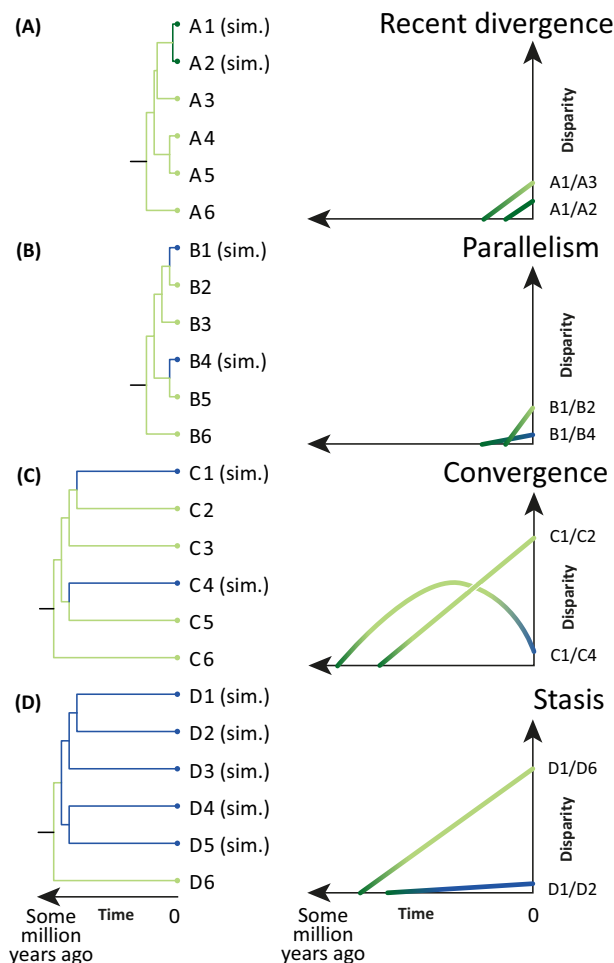 (A)
A1 (sim.)
A2 (sim.)
A3
A4
A5
A6
Recent divergence
Disparity
A1/A3
A1/A2
(B)
B1 (sim.)
B2
B3
B4 (sim.)
B5
B6
Parallelism
Disparity
B1/B2
B1/B4
(C)
C1 (sim.)
C2
C3
C4 (sim.)
C5
C6
Convergence
Disparity
C1/C2
C1/C4
(D)
D1 (sim.)
D2 (sim.)
D3 (sim.)
D4 (sim.)
D5 (sim.)
D6
Stasis
Disparity
D1/D6
D1/D2
Some
million
years ago
Time
0
Some
million
years ago
Time
0